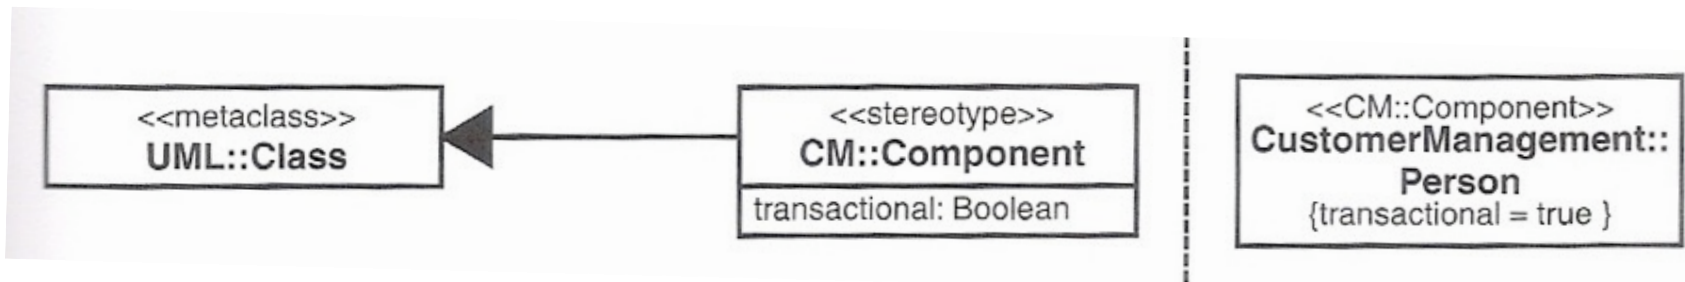 <<metaclass>>
UML::Class
<<stereotype>>
CM::Component
transactional: Boolean
<<CM::Component>>
CustomerManagement::
Person
{transactional = true }